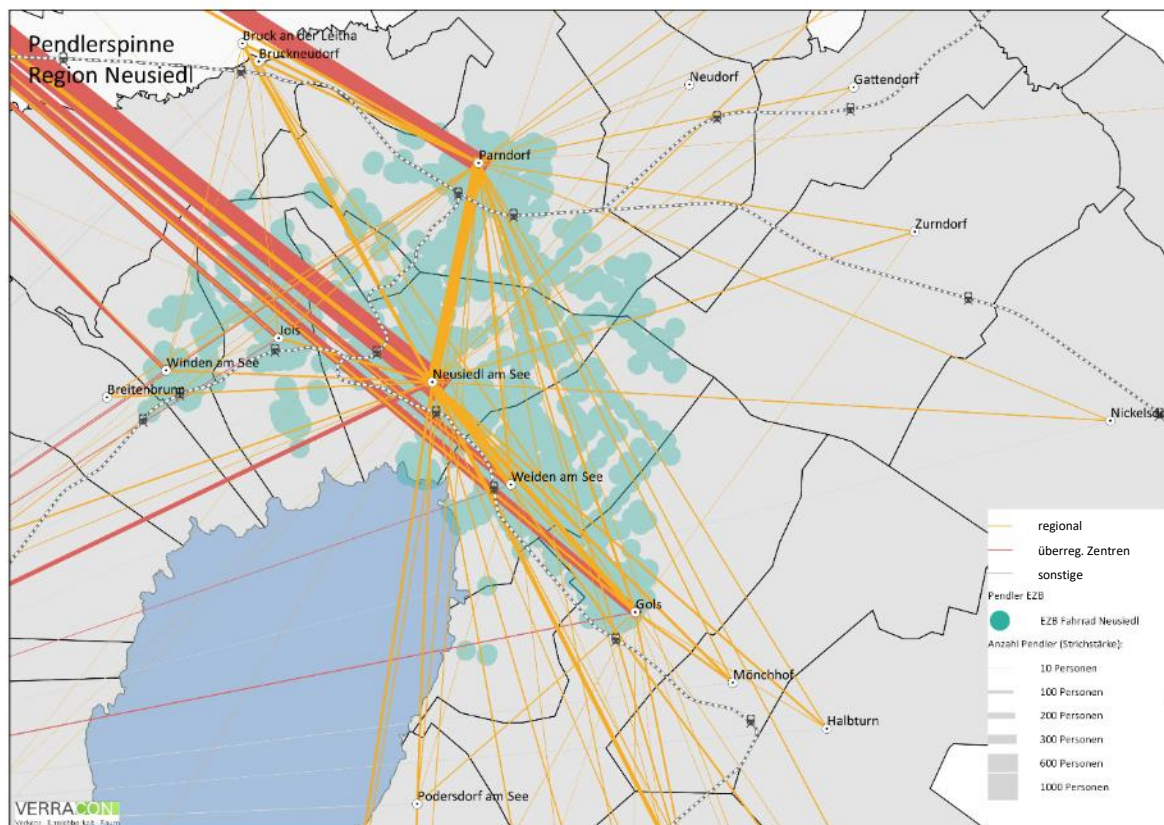 Pendlerspinne
Region Neusiedl
Bruck an der Leitha
Bruckneudorf
Neudorf
Gattendorf
Parndorf
Zurndorf
Jois
Winden am See
Neusiedl am See
Breitenbrunn
Weiden am See
Gols
Mönchhof
Halbturn
Podersdorf am See
regional
überreg. Zentren
sonstige
Pendler EZB
EZB Fahrrad Neusiedl
Anzahl Pendler (Strichstärke):
10 Personen
100 Personen
200 Personen
300 Personen
600 Personen
1000 Personen
VERRACON